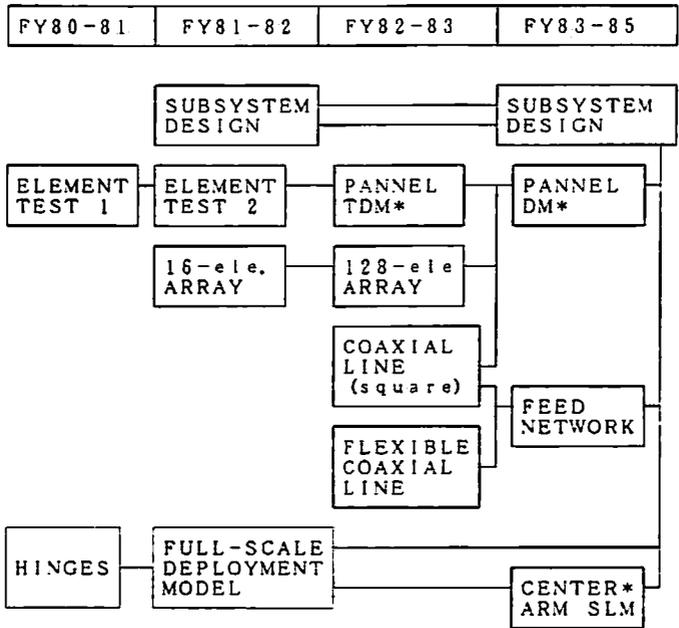 FY80-81 FY81-82 FY82-83 FY83-85
SUBSYSTEM
DESIGN
SUBSYSTEM
DESIGN
ELEMENT
TEST 1
ELEMENT
TEST 2
PANNEL
TDM*
PANNEL
DM*
16-ele.
ARRAY
128-ele
ARRAY
COAXIAL
LINE
(square)
FEED
NETWORK
FLEXIBLE
COAXIAL
LINE
HINGES
FULL-SCALE
DEPLOYMENT
MODEL
CENTER*
ARM SLM